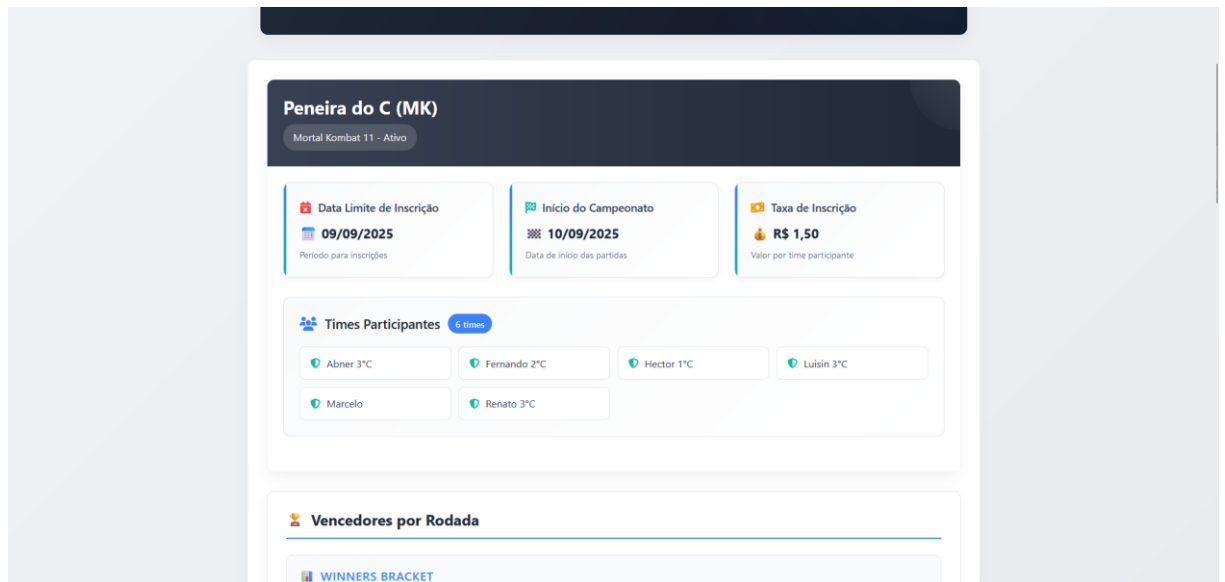 Peneira do C (MK)
Mortal Kombat 11 - Ativo
Data Limite de Inscrição
09/09/2025
Período para inscrições
Início do Campeonato
10/09/2025
Data de início das partidas
Taxa de Inscrição
R$ 1,50
Valor por time participante
Times Participantes 6 times
Abner 3°C
Fernando 2°C
Hector 1°C
Luisin 3°C
Marcelo
Renato 3°C
Vencedores por Rodada
WINNERS BRACKET